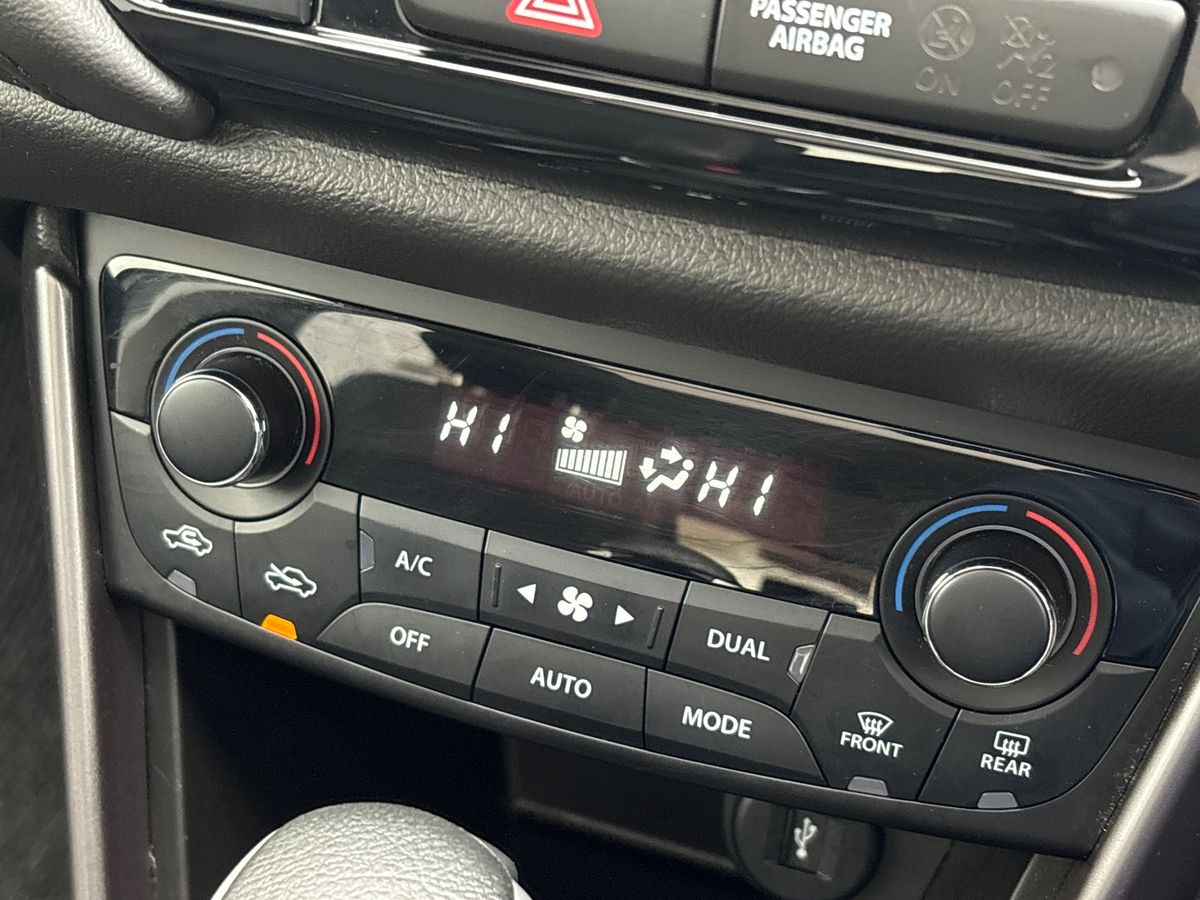 PASSENGER
AIRBAG
ON
OFF
HI
HI
AUTO
A/C
OFF
AUTO
DUAL
MODE
FRONT
REAR